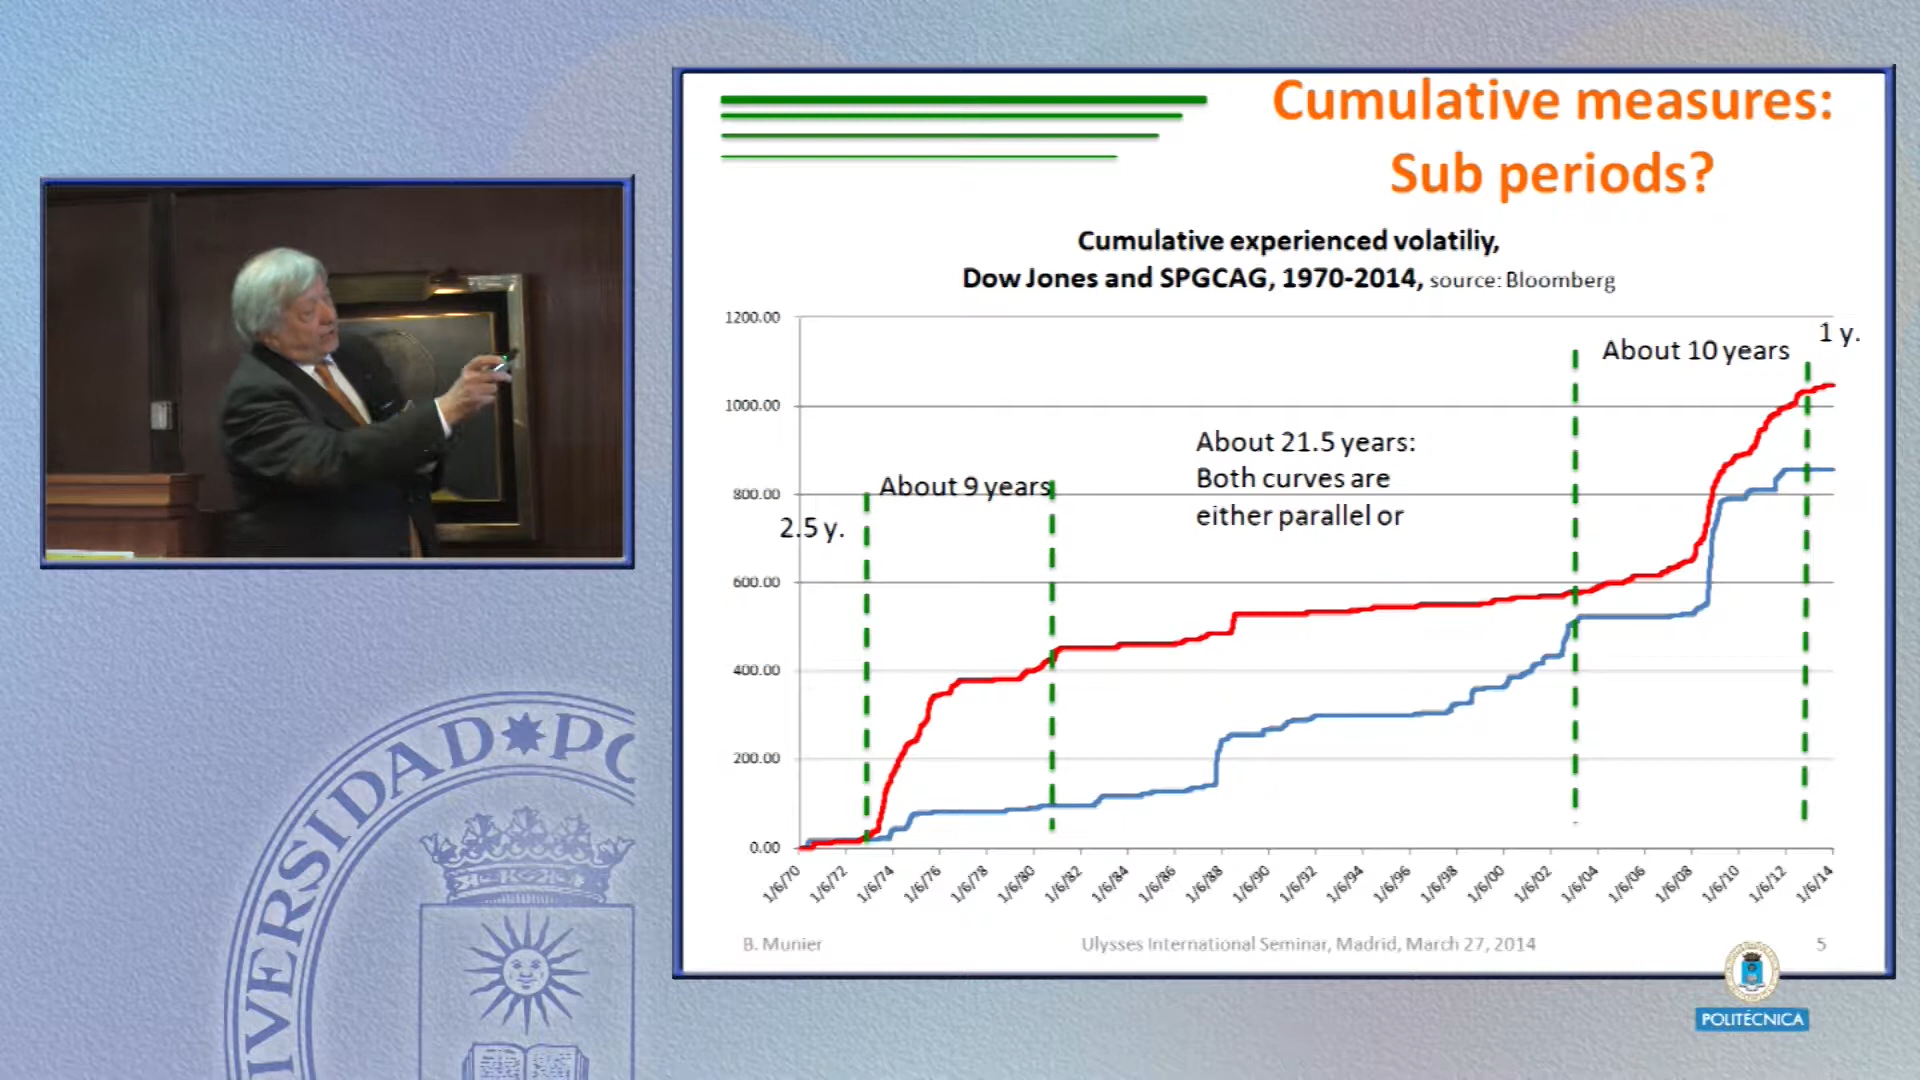 Cumulative measures:
Sub periods?
Cumulative experienced volatiliy,
Dow Jones and SPGCAG, 1970-2014, source: Bloomberg
1200.00
1000.00
800.00
600.00
400.00
200.00
0.00
2.5 y.
About 9 years
About 21.5 years:
Both curves are
either parallel or
About 10 years
1 y.
1/6/70
1/6/72
1/6/74
1/6/76
1/6/78
1/6/80
1/6/82
1/6/84
1/6/86
1/6/88
1/6/90
1/6/92
1/6/94
1/6/96
1/6/98
1/6/00
1/6/02
1/6/04
1/6/06
1/6/08
1/6/10
1/6/12
1/6/14
B. Munier
Ulysses International Seminar, Madrid, March 27, 2014
5
POLITÉCNICA
IVERSIDAD PO